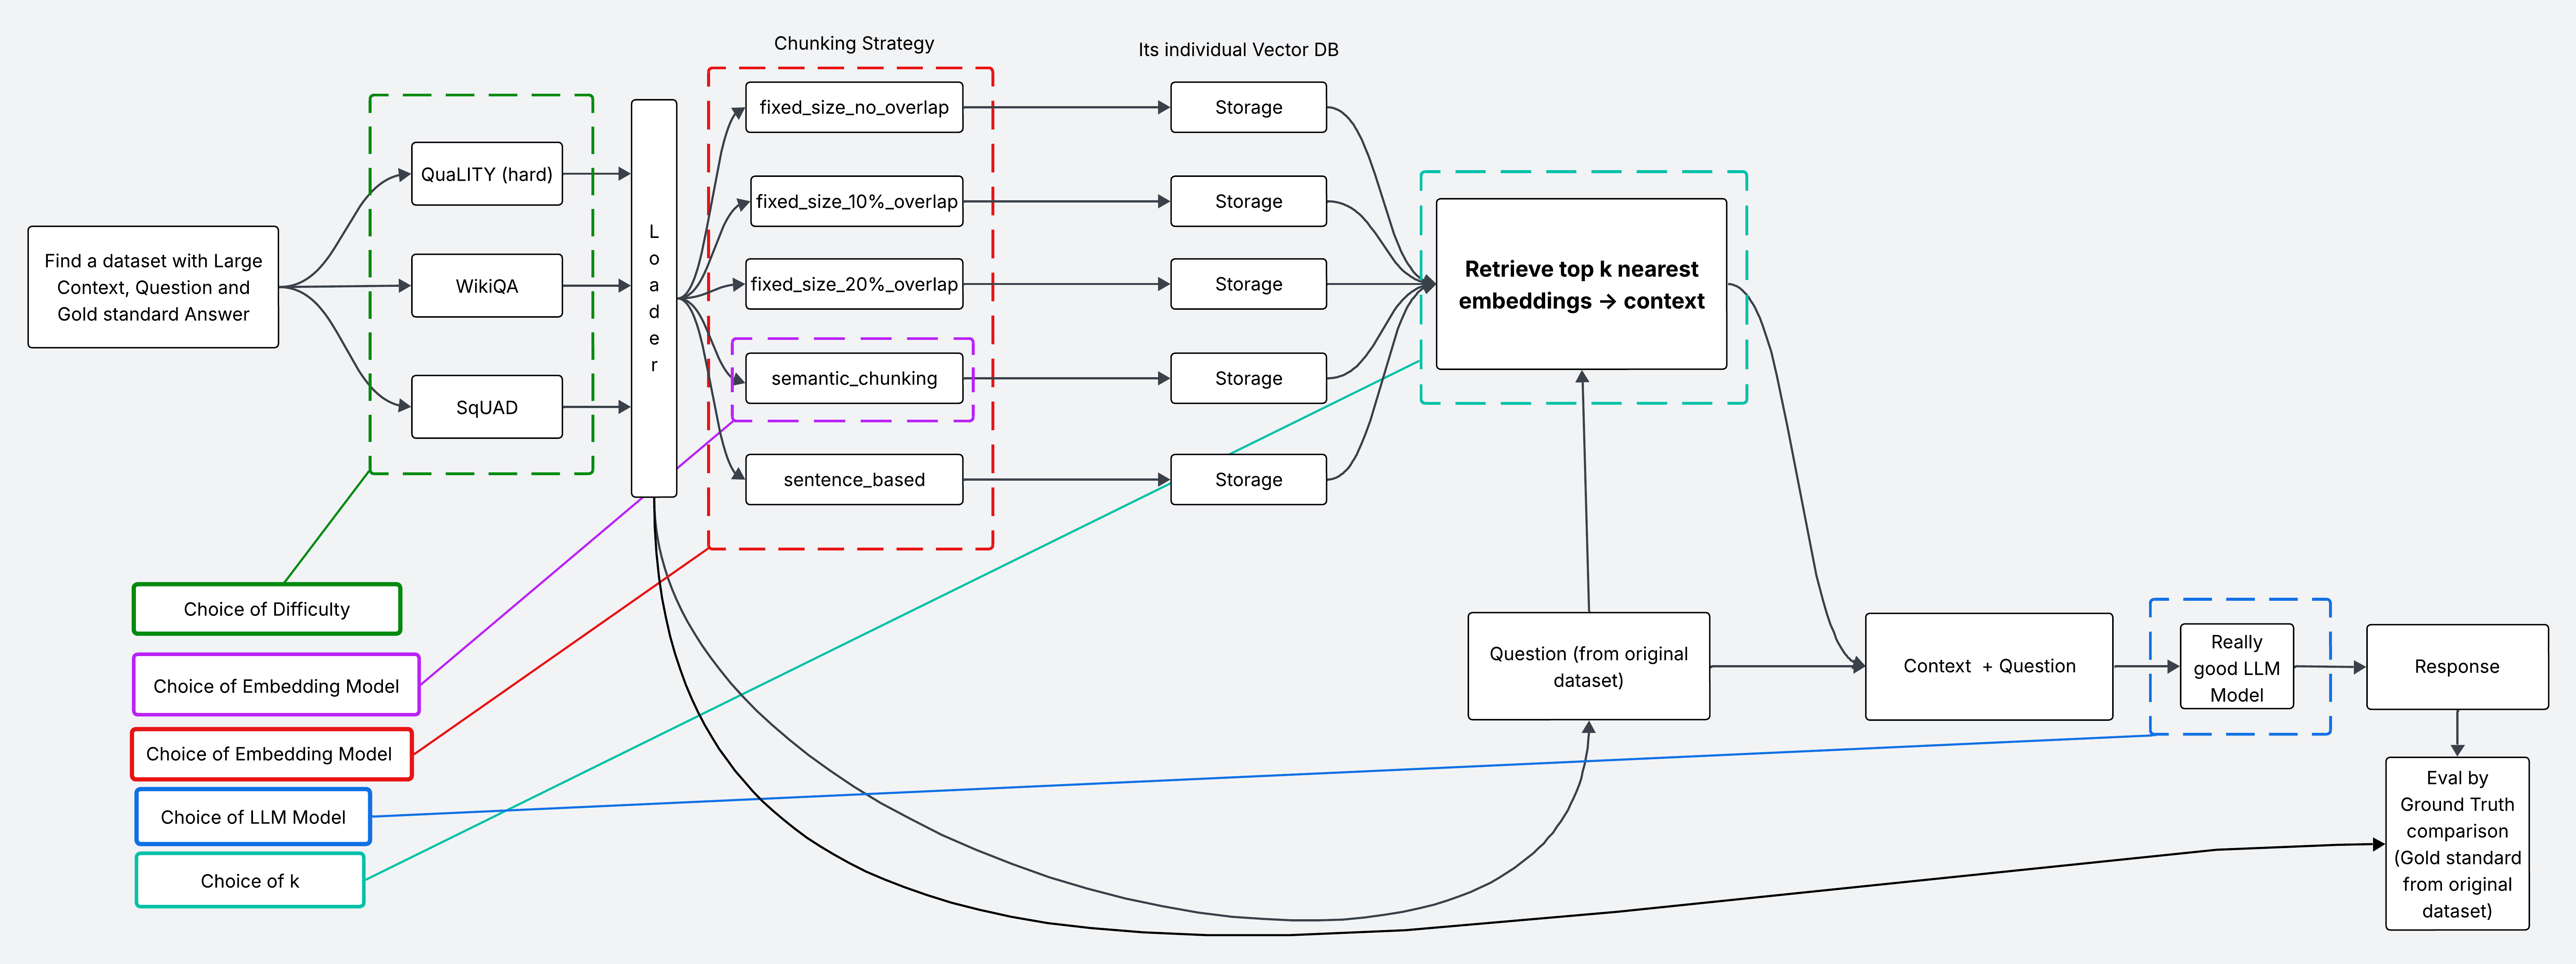 Chunking Strategy
Its individual Vector DB
Find a dataset with Large
Context, Question and
Gold standard Answer
QuaLITY (hard)
WikiQA
SqUAD
L
o
a
d
e
r
fixed_size_no_overlap
fixed_size_10%_overlap
fixed_size_20%_overlap
semantic_chunking
sentence_based
Storage
Storage
Storage
Storage
Storage
Retrieve top k nearest
embeddings → context
Choice of Difficulty
Choice of Embedding Model
Choice of Embedding Model
Choice of LLM Model
Choice of k
Question (from original
dataset)
Context + Question
Really
good LLM
Model
Response
Eval by
Ground Truth
comparison
(Gold standard
from original
dataset)